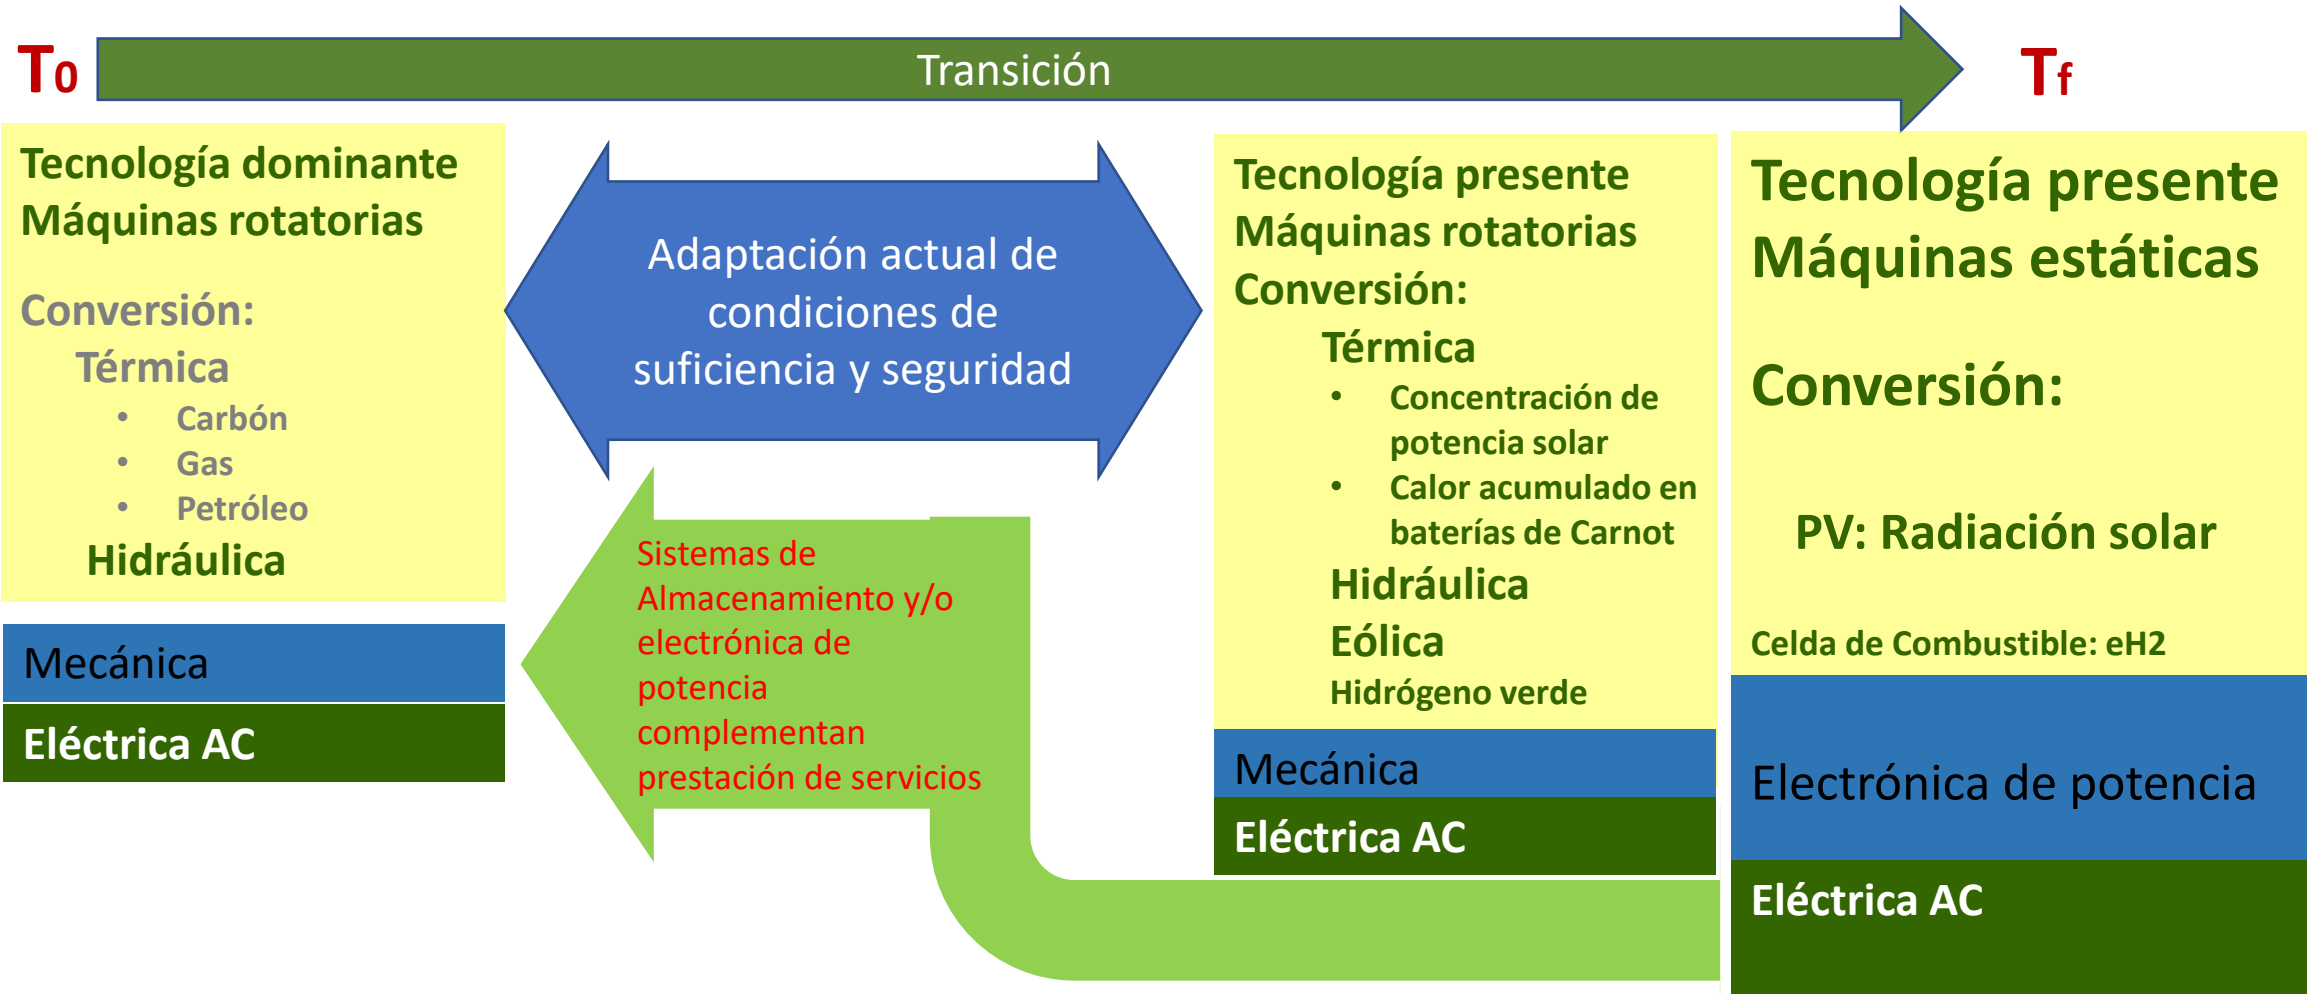 T0
Transición
Tf
Tecnología dominante
Máquinas rotatorias
Conversión:
Térmica
• Carbón
• Gas
• Petróleo
Hidráulica
Mecánica
Eléctrica AC
Adaptación actual de
condiciones de
suficiencia y seguridad
Sistemas de
Almacenamiento y/o
electrónica de
potencia
complementan
prestación de servicios
Tecnología presente
Máquinas rotatorias
Conversión:
Térmica
• Concentración de
potencia solar
• Calor acumulado en
baterías de Carnot
Hidráulica
Eólica
Hidrógeno verde
Mecánica
Eléctrica AC
Tecnología presente
Máquinas estáticas
Conversión:
PV: Radiación solar
Celda de Combustible: eH2
Electrónica de potencia
Eléctrica AC